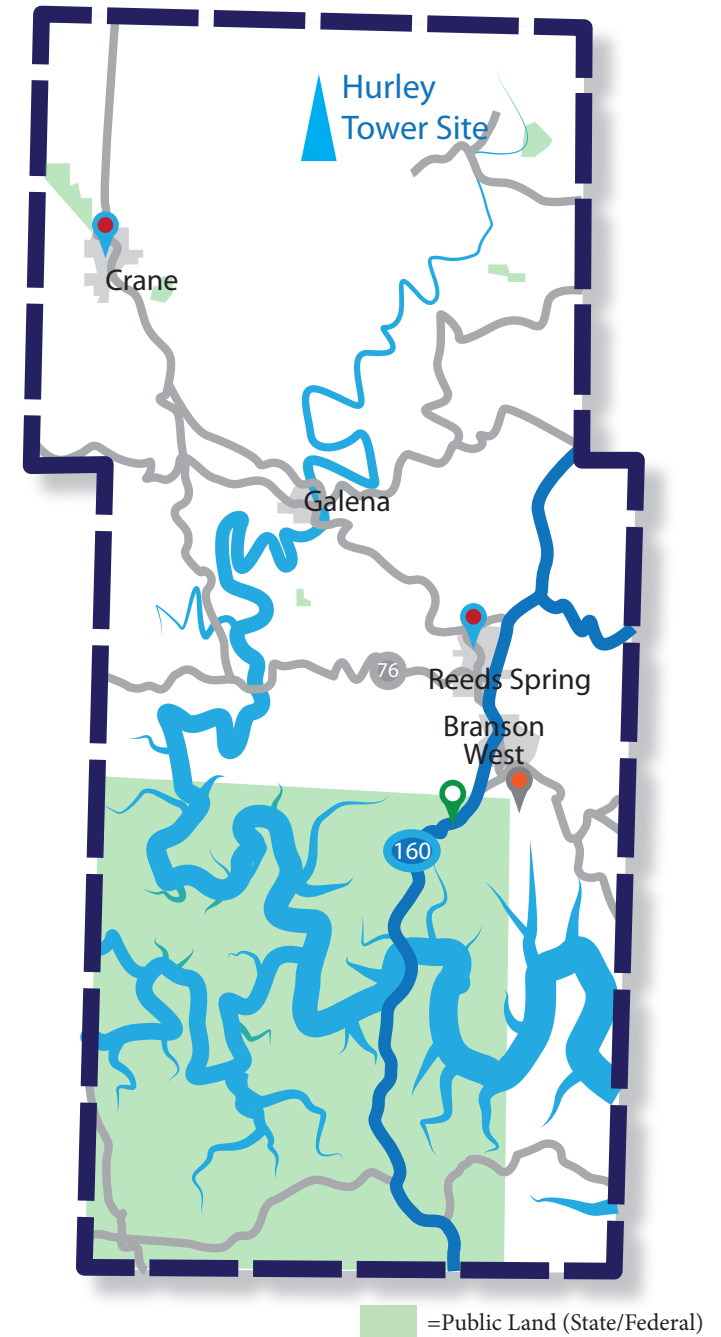 Hurley
Tower Site
Crane
Galena
76
Reeds Spring
Branson
West
160
=Public Land (State/Federal)